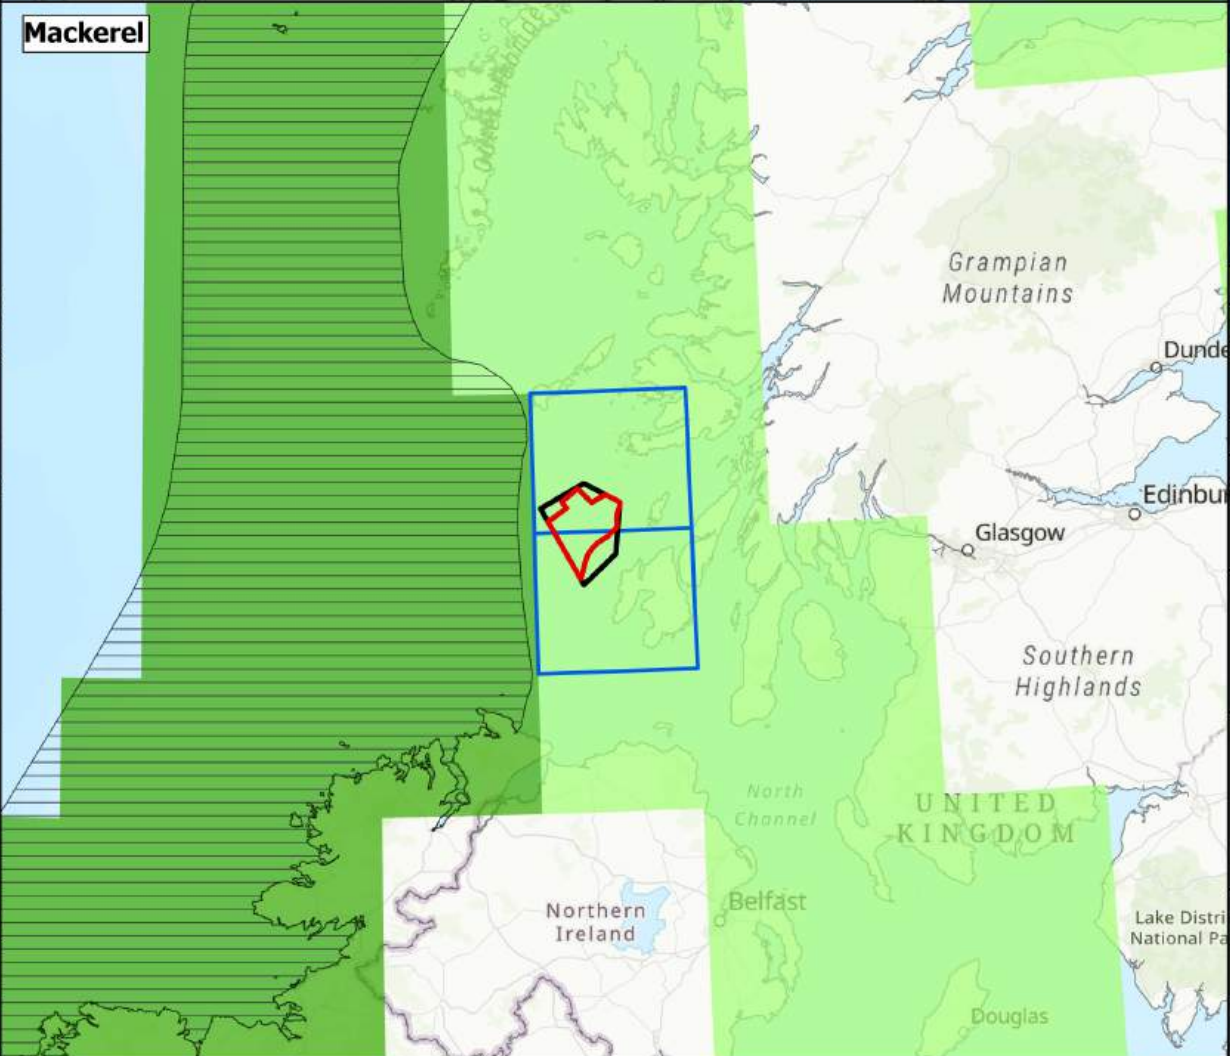 Mackerel
Grampian
Mountains
Dunde
Edinbur
Glasgow
Southern
Highlands
North
Channel
UNITED
KINGDOM
Belfast
Northern
Ireland
Lake Distri
National Pa
Douglas